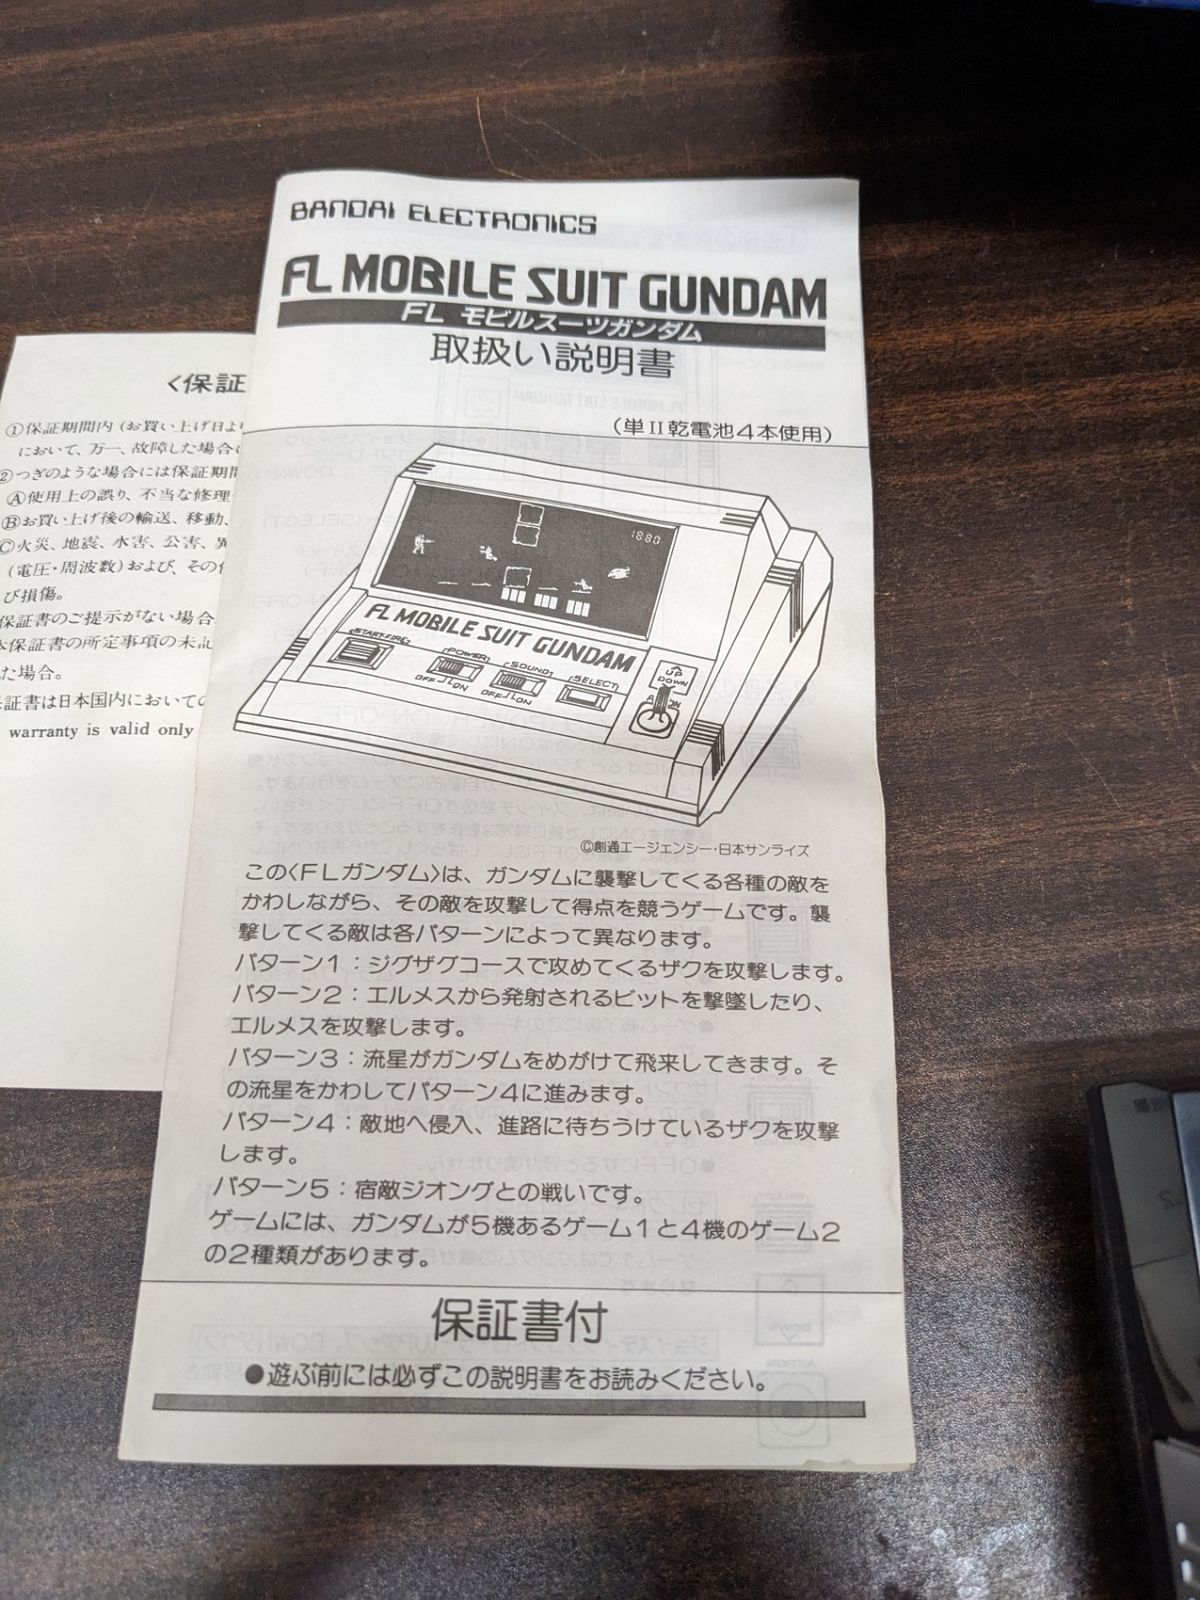 BANDAI ELECTRONICS
FL MOBILE SUIT GUNDAM
FL モビルスーツガンダム
取扱い説明書
(単II乾電池4本使用)
1880
FL MOBILE SUIT GUNDAM
START/FIRE
POWER
OFF ON
SOUND
OFF ON
SELECT
UP
DOWN
©創通エージェンシー・日本サンライズ
この〈FLガンダム〉は、ガンダムに襲撃してくる各種の敵を
かわしながら、その敵を攻撃して得点を競うゲームです。襲
撃してくる敵は各パターンによって異なります。
パターン1：ジグザグコースで攻めてくるザクを攻撃します。
パターン2：エルメスから発射されるビットを撃墜したり、
エルメスを攻撃します。
パターン3：流星がガンダムをめがけて飛来してきます。そ
の流星をかわしてパターン4に進みます。
パターン4：敵地へ侵入、進路に待ちうけているザクを攻撃
します。
パターン5：宿敵ジオングとの戦いです。
ゲームには、ガンダムが5機あるゲーム1と4機のゲーム2
の2種類があります。
保証書付
●遊ぶ前には必ずこの説明書をお読みください。
〈保証
①保証期間内(お買い上げ日よ
において、万一、故障した場合
②つぎのような場合には保証期間
Ⓐ使用上の誤り、不当な修理
Ⓑお買い上げ後の輸送、移動、
Ⓒ火災、地震、水害、公害、異
(電圧・周波数)および、その
び損傷。
保証書のご提示がない場合
本保証書の所定事項の未記
た場合。
証書は日本国内においての
warranty is valid only